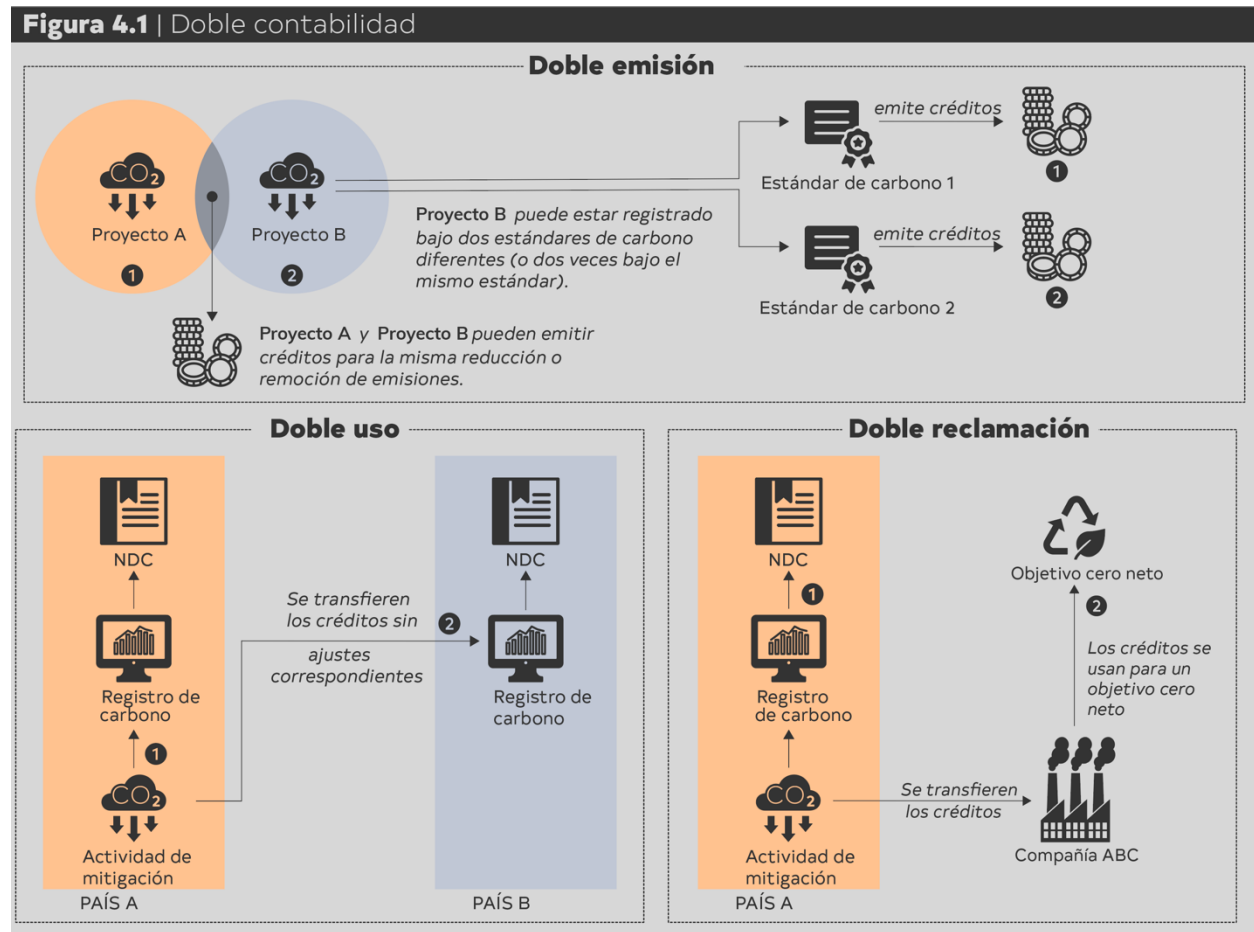 Figura 4.1 | Doble contabilidad
Doble emisión
CO2
Proyecto A
1
CO2
Proyecto B
2
Proyecto B puede estar registrado
bajo dos estándares de carbono
diferentes (o dos veces bajo el
mismo estándar).
Estándar de carbono 1
emite créditos
1
Estándar de carbono 2
emite créditos
2
Proyecto A y Proyecto B pueden emitir
créditos para la misma reducción o
remoción de emisiones.
Doble uso
NDC
Registro de
carbono
1
CO2
Actividad de
mitigación
PAÍS A
Se transfieren
los créditos sin
ajustes
correspondientes
2
NDC
Registro de
carbono
PAÍS B
Doble reclamación
NDC
1
Registro
de carbono
CO2
Actividad de
mitigación
PAÍS A
Se transfieren
los créditos
Objetivo cero neto
2
Los créditos se
usan para un
objetivo cero
neto
Compañía ABC